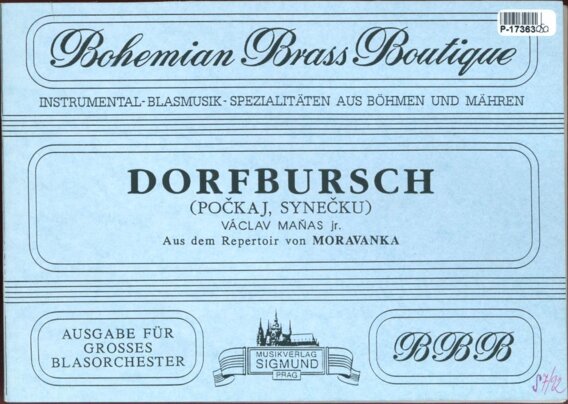 P-17363
Bohemian Brass Boutique
INSTRUMENTAL-BLASMUSIK-SPEZIALITÄTEN AUS BÖHMEN UND MÄHREN
DORFBURSCH
(POČKAJ, SYNEČKU)
VÁCLAV MAŇAS jr.
Aus dem Repertoir von MORAVANKA
AUSGABE FÜR
GROSSES
BLASORCHESTER
MUSIKVERLAG
SIGMUND
PRAG
BBB